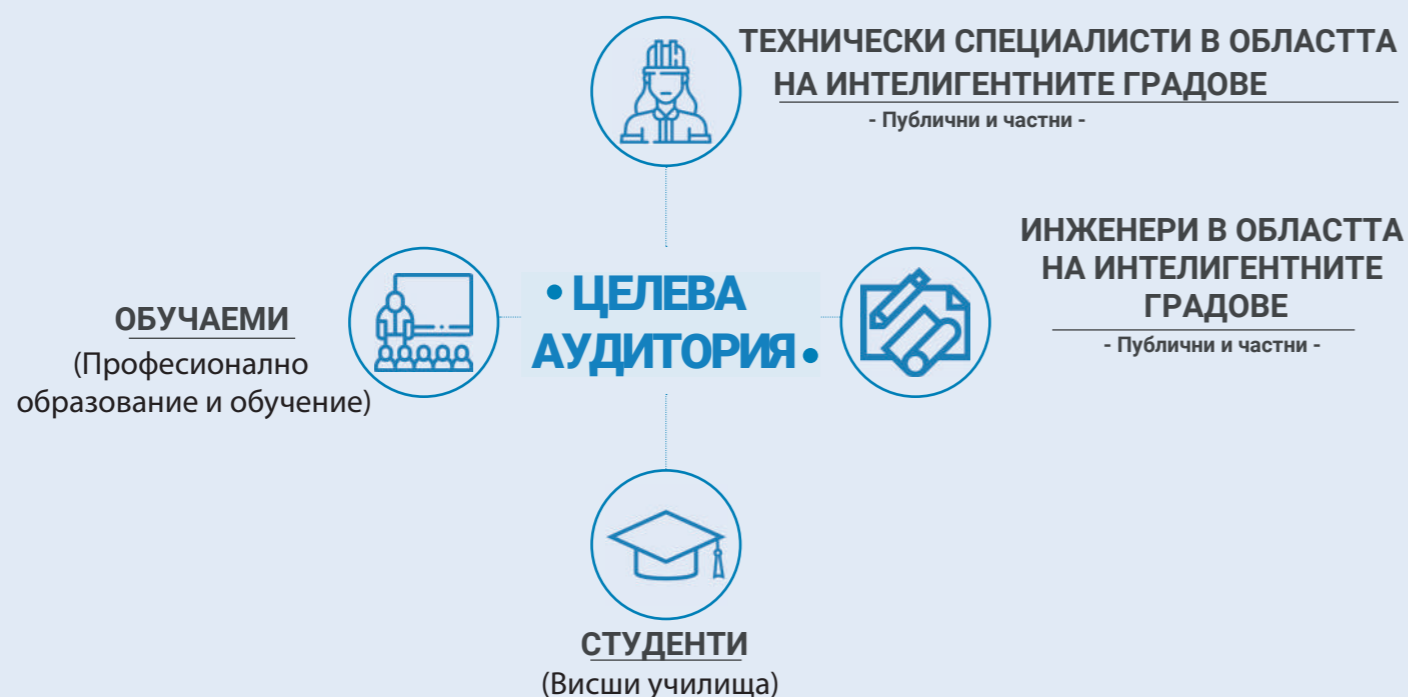 ТЕХНИЧЕСКИ СПЕЦИАЛИСТИ В ОБЛАСТТА
НА ИНТЕЛИГЕНТНИТЕ ГРАДОВЕ
- Публични и частни -
ИНЖЕНЕРИ В ОБЛАСТТА
НА ИНТЕЛИГЕНТНИТЕ
ГРАДОВЕ
- Публични и частни -
• ЦЕЛЕВА
АУДИТОРИЯ •
ОБУЧАЕМИ
(Професионално
образование и обучение)
СТУДЕНТИ
(Висши училища)